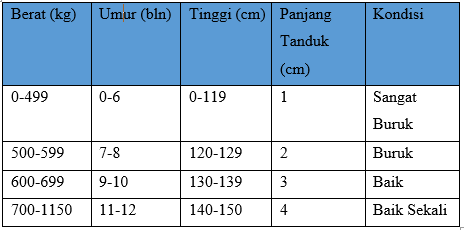 Berat (kg) Umur (bln) Tinggi (cm) Panjang Kondisi
Tanduk
(cm)
0-499 0-6 0-119 1 Sangat
Buruk
500-599 7-8 120-129 2 Buruk
600-699 9-10 130-139 3 Baik
700-1150 11-12 140-150 4 Baik Sekali